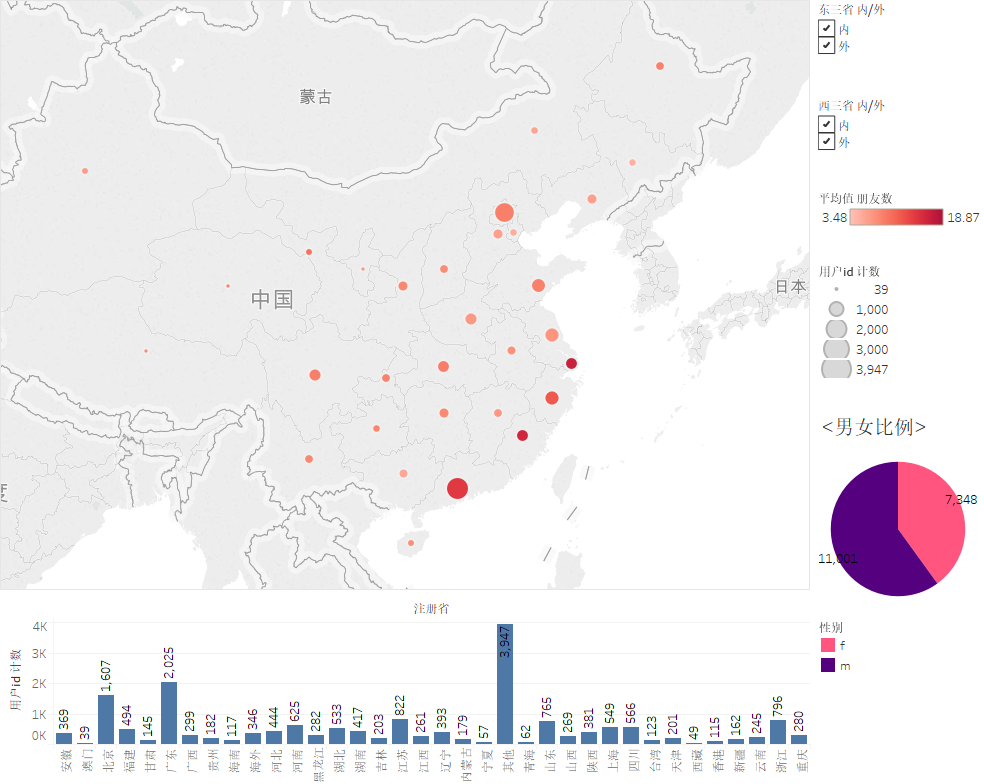 东三省 内/外
内
外
西三省 内/外
内
外
平均值 朋友数
3.48 18.87
用户id 计数
39
1,000
2,000
3,000
3,947
<男女比例>
7,348
11,001
性别
f
m
蒙古
中国
日本
注册省
用户id 计数
4K
3K
2K
1K
0K
369 39 1,607 494 145 2,025 299 182 117 346 444 625 282 533 417 203 822 261 393 179 57 3,947 62 765 269 381 549 566 123 201 49 115 162 245 796 280
安徽 澳门 北京 福建 甘肃 广东 广西 贵州 海南 海外 河北 河南 黑龙江 湖北 湖南 吉林 江苏 江西 辽宁 内蒙古 宁夏 其他 青海 山东 山西 陕西 上海 四川 台湾 天津 西藏 香港 新疆 云南 浙江 重庆